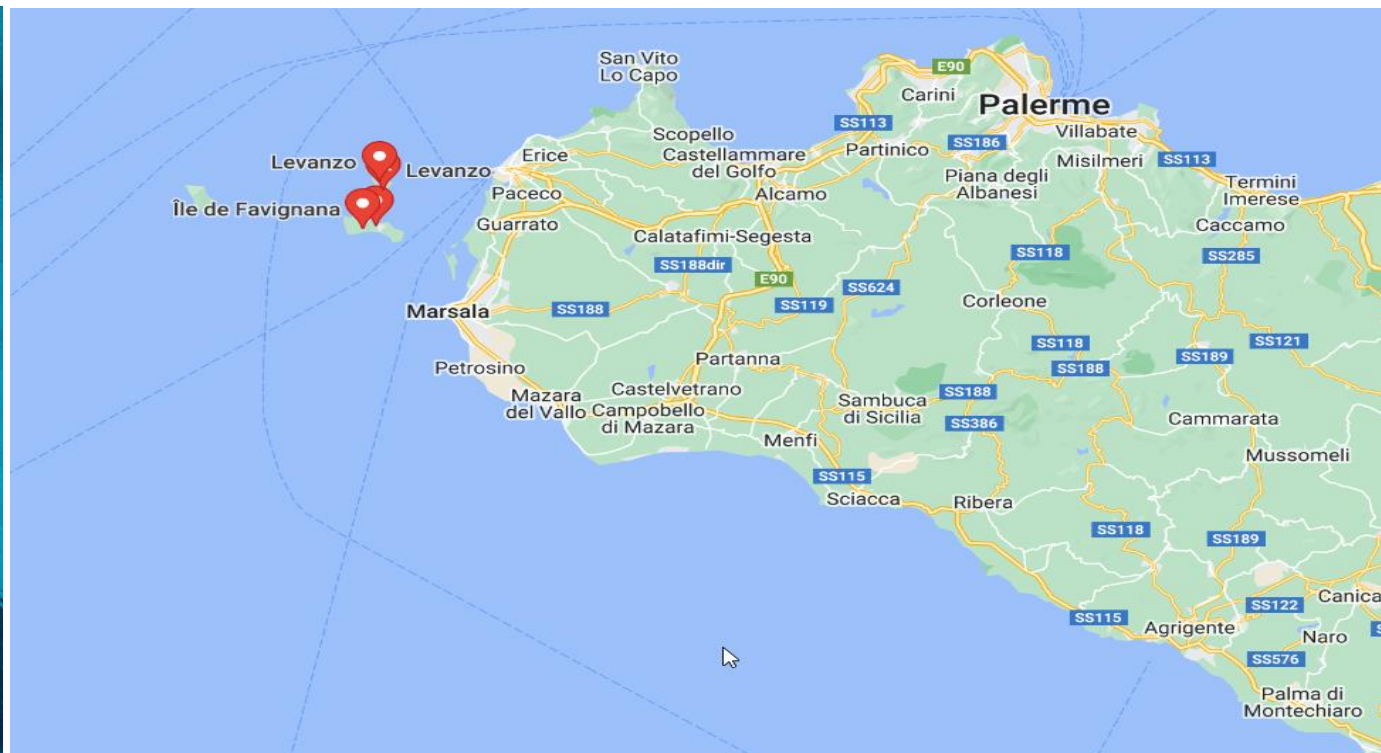 San Vito
Lo Capo
E90
Carini
Palerme
SS113
Villabate
Scopello
Levanzo
Levanzo
Erice
Castellammare
del Golfo
Partinico
SS186
Misilmeri
SS113
Piana degli
Albanesi
Termini
Imerese
Paceco
Alcamo
Île de Favignana
Guarrato
Calatafimi-Segesta
Caccamo
SS118
SS285
SS188dir
E90
SS624
SS119
Corleone
Marsala
SS188
SS118
SS121
SS189
Petrosino
Partanna
SS188
Mazara
del Vallo
Castelvetrano
Campobello
di Mazara
Sambuca
di Sicilia
SS188
SS386
Cammarata
Menfi
Mussomeli
SS115
Sciacca
Ribera
SS118
SS189
SS122
Canica
SS115
Agrigente
Naro
S
SS576
Palma di
Montechiaro